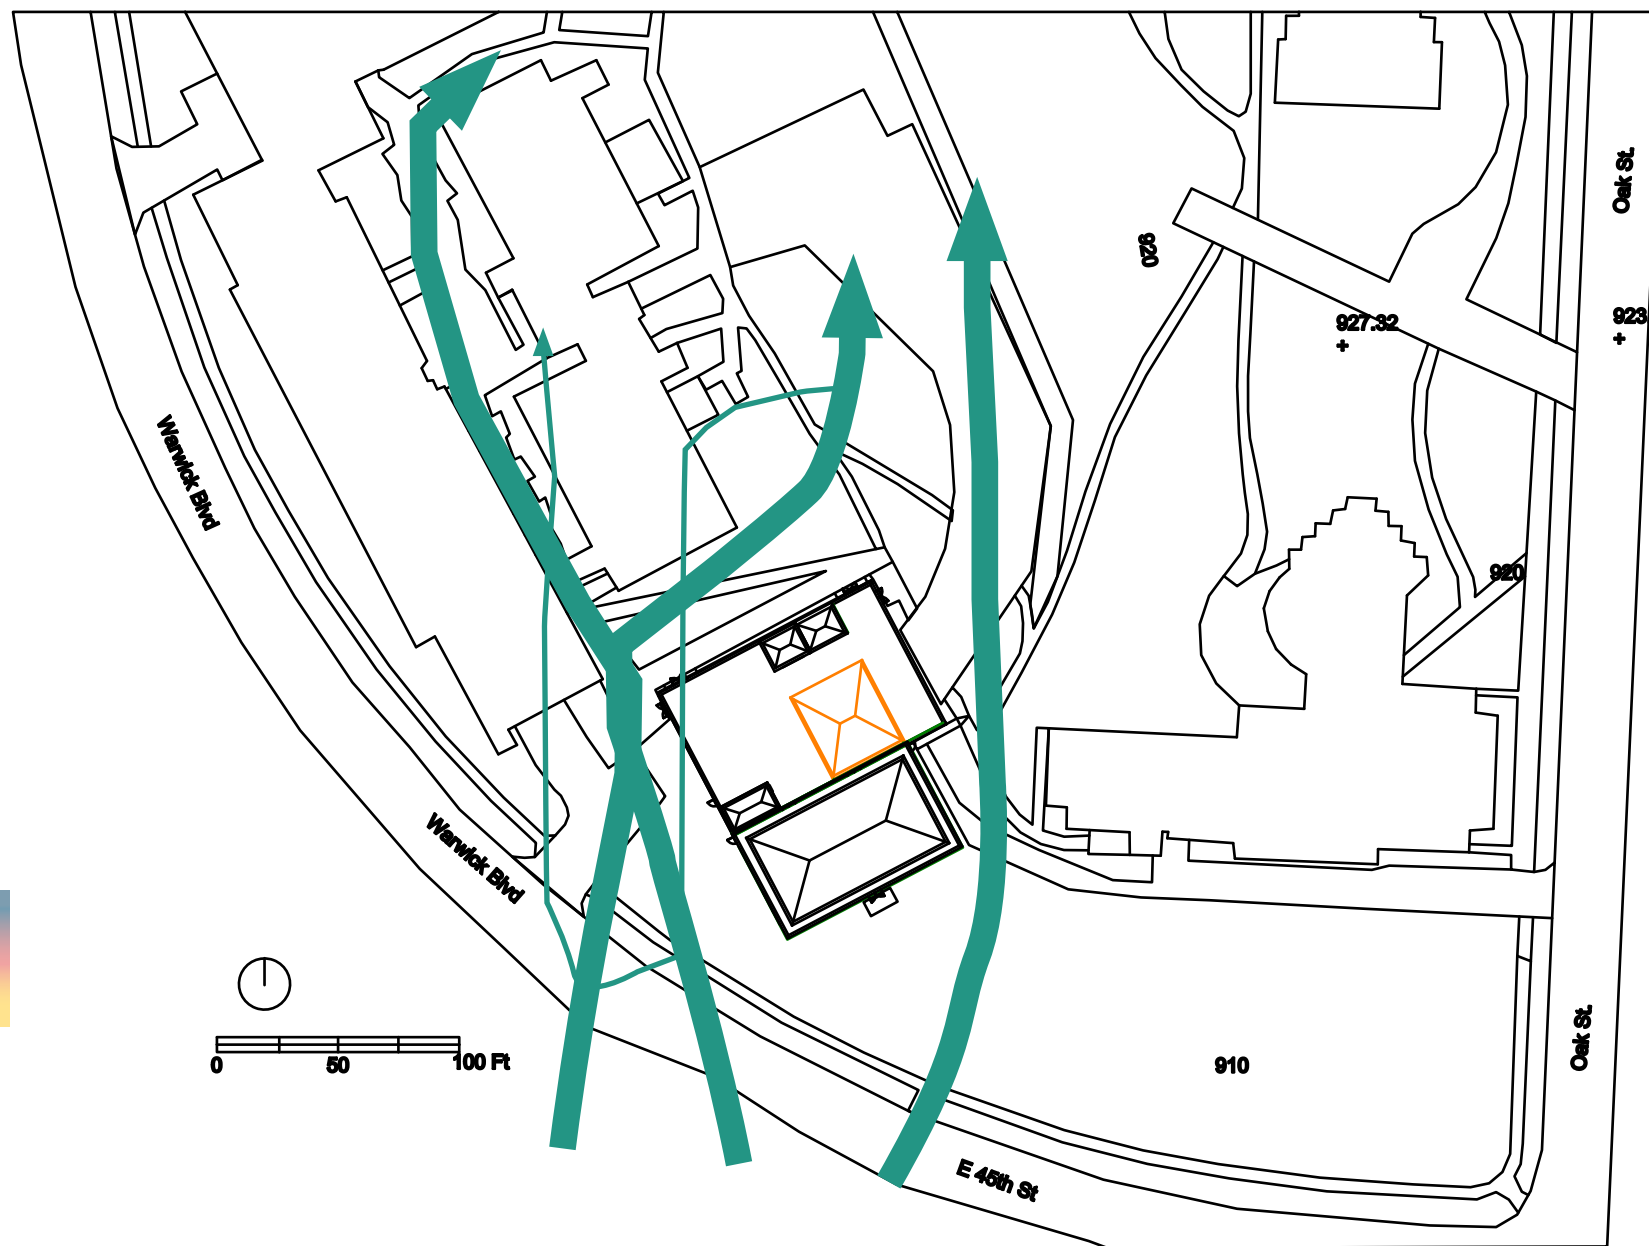 Oak St.
920
927.32
+
923
+
Warwick Blvd
920
Warwick Blvd
0 50 100 Ft
910
Oak St.
E 45th St